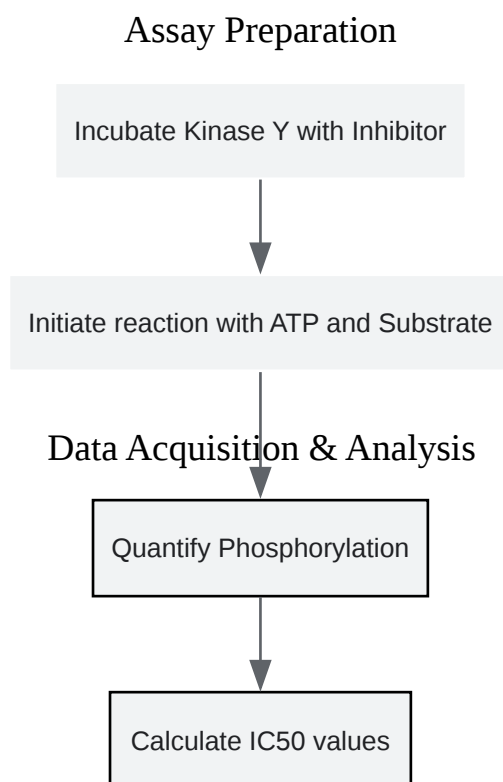 Assay Preparation
Incubate Kinase Y with Inhibitor
Initiate reaction with ATP and Substrate
Data Acquisition & Analysis
Quantify Phosphorylation
Calculate IC50 values